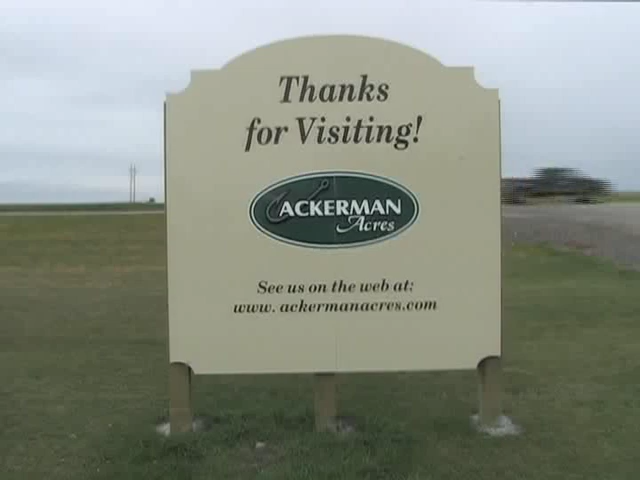 Thanks
for Visiting!
ACKERMAN
Acres
See us on the web at:
www. ackermanacres.com